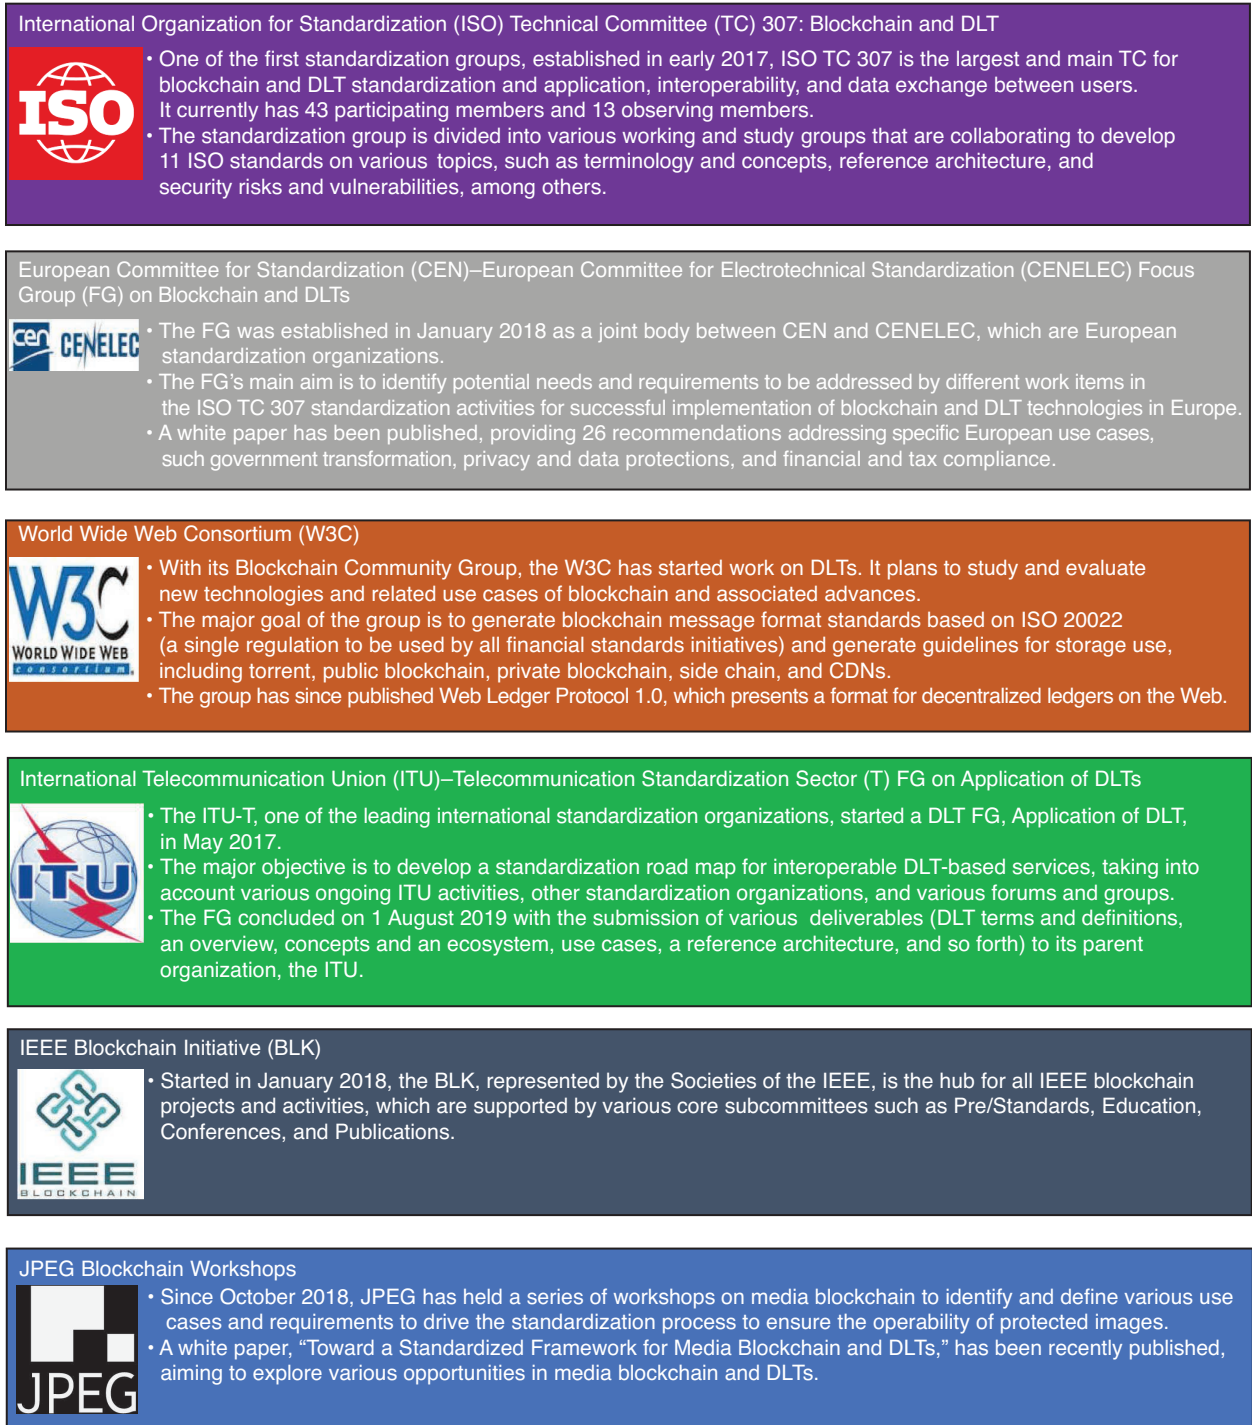 International Organization for Standardization (ISO) Technical Committee (TC) 307: Blockchain and DLT
ISO
• One of the first standardization groups, established in early 2017, ISO TC 307 is the largest and main TC for
blockchain and DLT standardization and application, interoperability, and data exchange between users.
It currently has 43 participating members and 13 observing members.
• The standardization group is divided into various working and study groups that are collaborating to develop
11 ISO standards on various topics, such as terminology and concepts, reference architecture, and
security risks and vulnerabilities, among others.
European Committee for Standardization (CEN)–European Committee for Electrotechnical Standardization (CENELEC) Focus
Group (FG) on Blockchain and DLTs
cen CENELEC
• The FG was established in January 2018 as a joint body between CEN and CENELEC, which are European
standardization organizations.
• The FG's main aim is to identify potential needs and requirements to be addressed by different work items in
the ISO TC 307 standardization activities for successful implementation of blockchain and DLT technologies in Europe.
• A white paper has been published, providing 26 recommendations addressing specific European use cases,
such government transformation, privacy and data protections, and financial and tax compliance.
World Wide Web Consortium (W3C)
W3C
WORLD WIDE WEB
consortium
• With its Blockchain Community Group, the W3C has started work on DLTs. It plans to study and evaluate
new technologies and related use cases of blockchain and associated advances.
• The major goal of the group is to generate blockchain message format standards based on ISO 20022
(a single regulation to be used by all financial standards initiatives) and generate guidelines for storage use,
including torrent, public blockchain, private blockchain, side chain, and CDNs.
• The group has since published Web Ledger Protocol 1.0, which presents a format for decentralized ledgers on the Web.
International Telecommunication Union (ITU)–Telecommunication Standardization Sector (T) FG on Application of DLTs
ITU
• The ITU-T, one of the leading international standardization organizations, started a DLT FG, Application of DLT,
in May 2017.
• The major objective is to develop a standardization road map for interoperable DLT-based services, taking into
account various ongoing ITU activities, other standardization organizations, and various forums and groups.
• The FG concluded on 1 August 2019 with the submission of various deliverables (DLT terms and definitions,
an overview, concepts and an ecosystem, use cases, a reference architecture, and so forth) to its parent
organization, the ITU.
IEEE Blockchain Initiative (BLK)
IEEE
BLOCKCHAIN
• Started in January 2018, the BLK, represented by the Societies of the IEEE, is the hub for all IEEE blockchain
projects and activities, which are supported by various core subcommittees such as Pre/Standards, Education,
Conferences, and Publications.
JPEG Blockchain Workshops
JPEG
• Since October 2018, JPEG has held a series of workshops on media blockchain to identify and define various use
cases and requirements to drive the standardization process to ensure the operability of protected images.
• A white paper, “Toward a Standardized Framework for Media Blockchain and DLTs,” has been recently published,
aiming to explore various opportunities in media blockchain and DLTs.